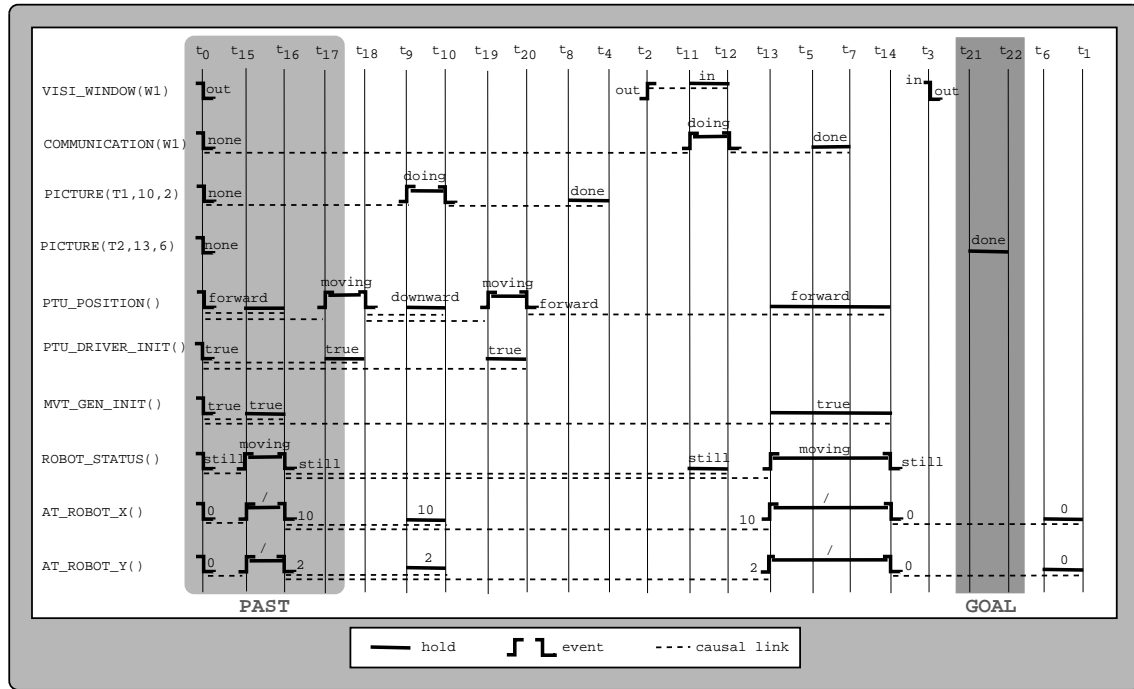 t0 t15 t16 t17 t18 t9 t10 t19 t20 t8 t4 t2 t11 t12 t13 t5 t7 t14 t3 t21 t22 t6 t1
VISI_WINDOW(W1) out out in in out
COMMUNICATION(W1) none doing done
PICTURE(T1,10,2) none doing done
PICTURE(T2,13,6) none done
PTU_POSITION() forward moving downward moving forward forward
PTU_DRIVER_INIT() true true true
MVT_GEN_INIT() true true true
ROBOT_STATUS() still moving still still moving still
AT_ROBOT_X() 0 / 10 10 10 / 0 0
AT_ROBOT_Y() 0 / 2 2 2 / 0 0
PAST GOAL
hold event causal link